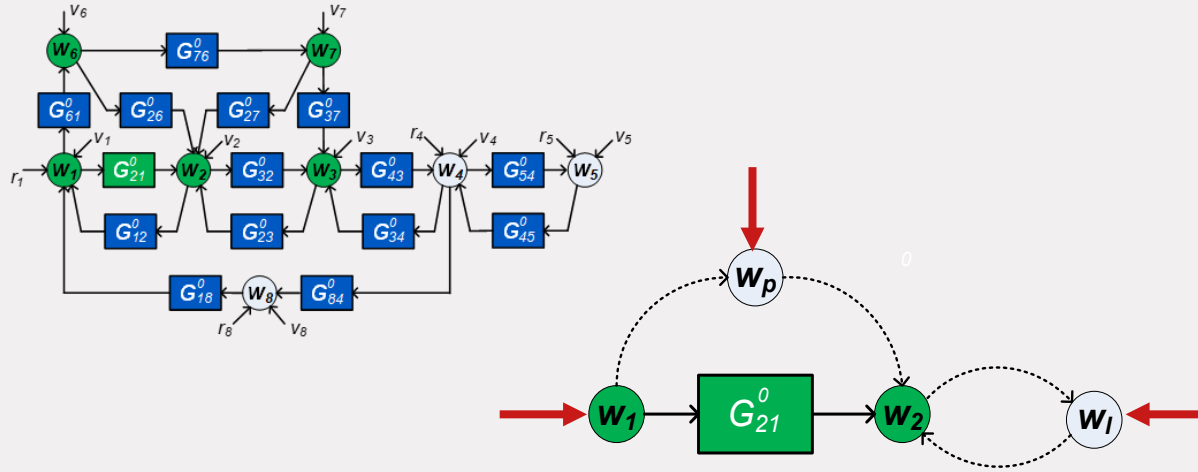 v6 v7
w6 G⁰76 w7
G⁰61 G⁰26 G⁰27 G⁰37
v1 v2 v3 r4 v4 r5 v5
r1 w1 G⁰21 w2 G⁰32 w3 G⁰43 w4 G⁰54 w5
G⁰12 G⁰23 G⁰34 G⁰45
G⁰18 w8 G⁰84
r8 v8
wp
0
w1 G⁰21 w2 wl